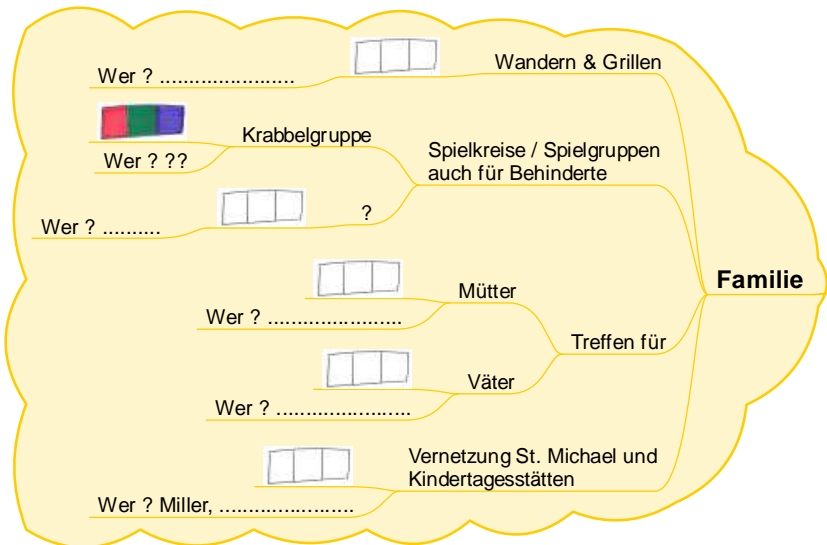 Wandern & Grillen
Wer ? .......................
Krabbelgruppe
Spielkreise / Spielgruppen
auch für Behinderte
Wer ? ??
?
Wer ? ..........
Familie
Mütter
Wer ? .......................
Treffen für
Väter
Wer ? .......................
Vernetzung St. Michael und
Kindertagesstätten
Wer ? Miller, .......................